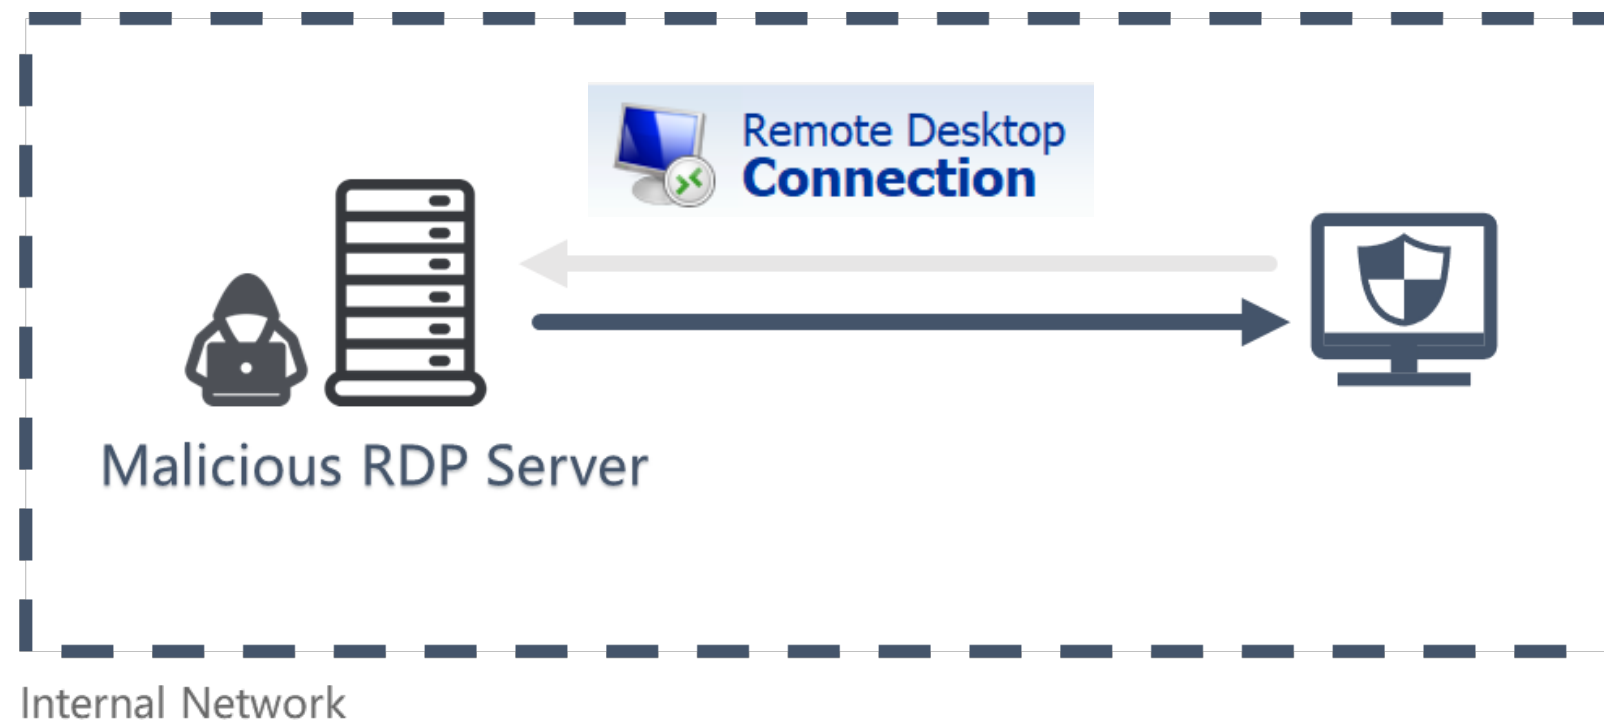 Remote Desktop
Connection
Malicious RDP Server
Internal Network